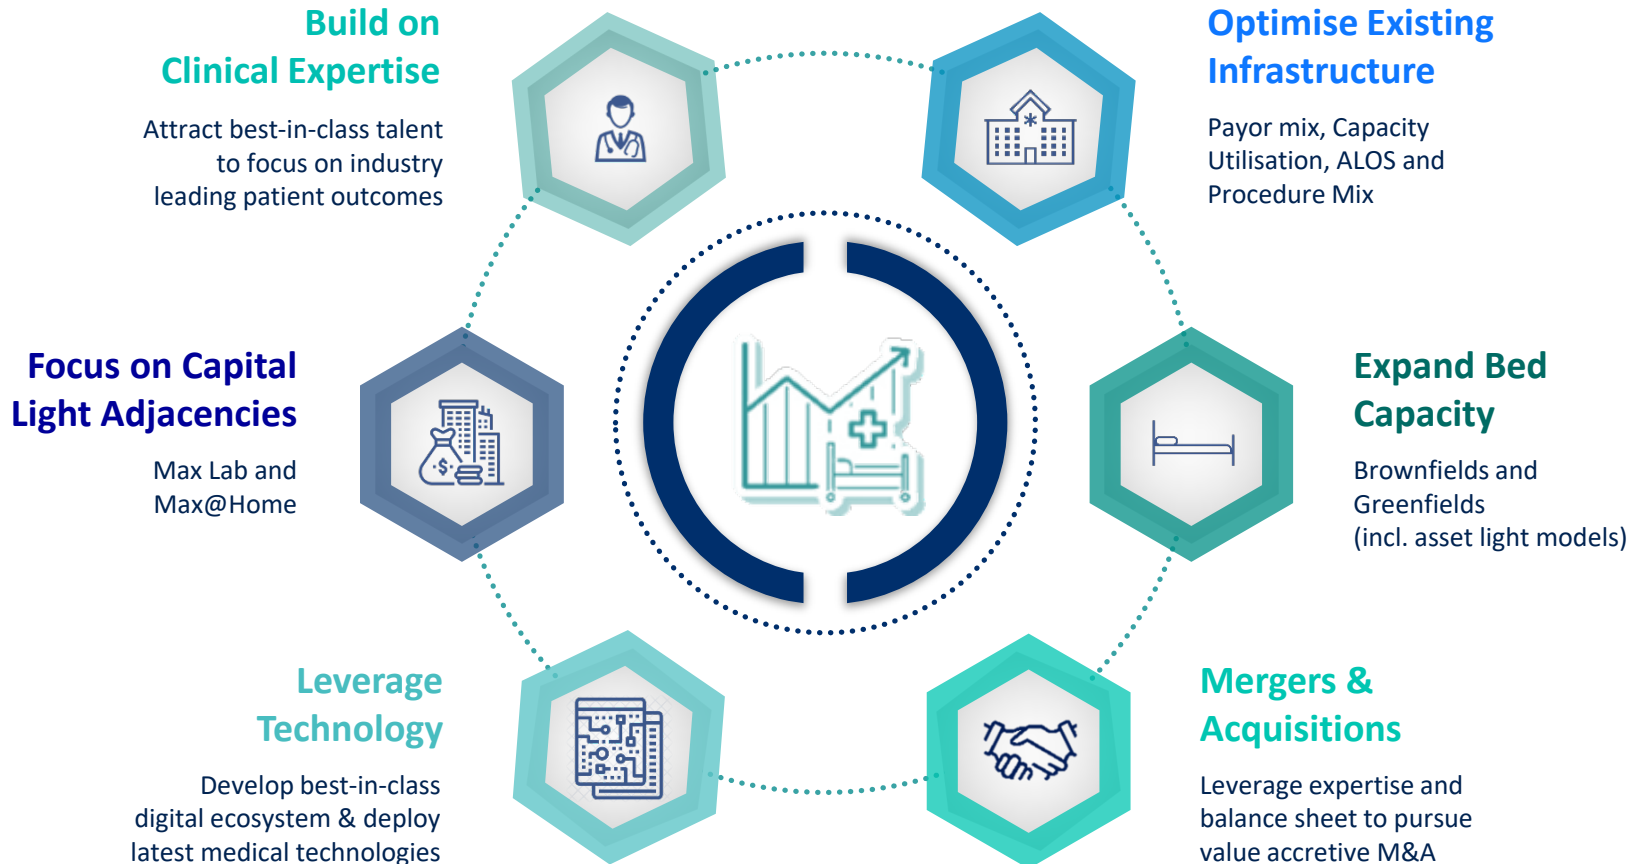 Build on
Clinical Expertise
Attract best-in-class talent
to focus on industry
leading patient outcomes
Optimise Existing
Infrastructure
Payor mix, Capacity
Utilisation, ALOS and
Procedure Mix
Focus on Capital
Light Adjacencies
Max Lab and
Max@Home
Expand Bed
Capacity
Brownfields and
Greenfields
(incl. asset light models)
Leverage
Technology
Develop best-in-class
digital ecosystem & deploy
latest medical technologies
Mergers &
Acquisitions
Leverage expertise and
balance sheet to pursue
value accretive M&A